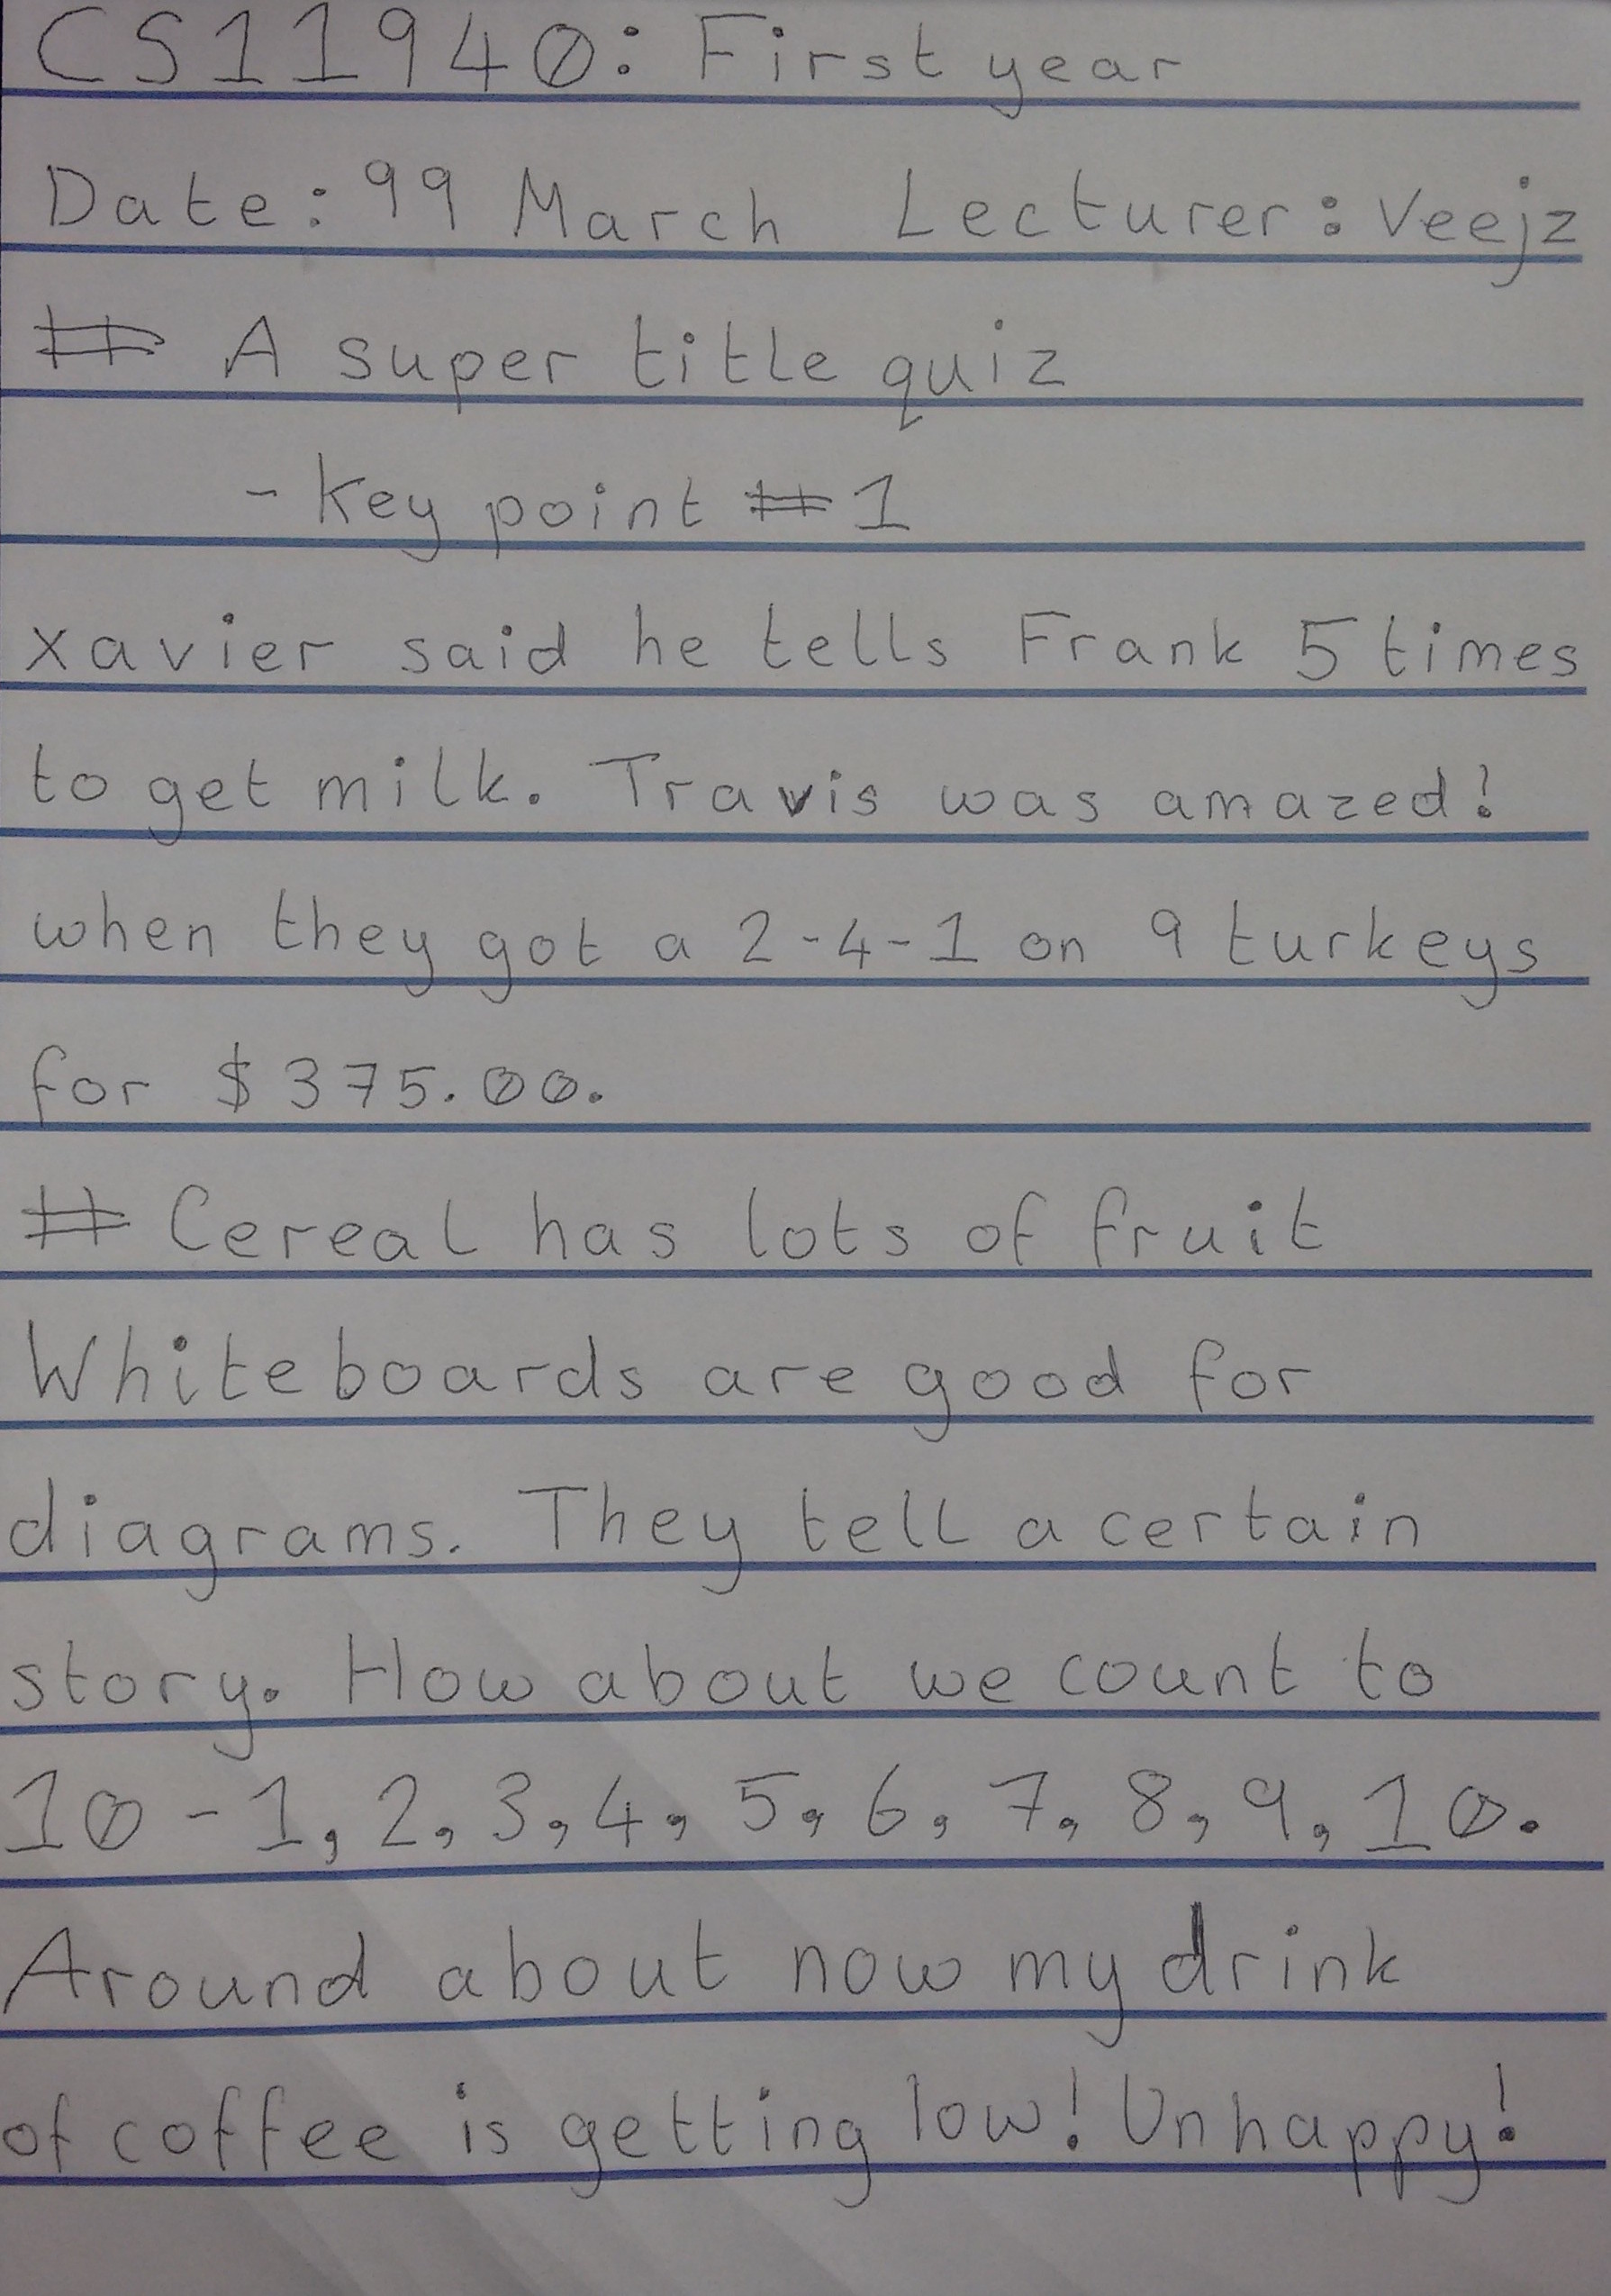 CS11940: First year
Date: 99 March Lecturer: Veejz
# A super title quiz
- Key point #1
xavier said he tells Frank 5 times
to get milk. Travis was amazed!
when they got a 2-4-1 on 9 turkeys
for $375.00.
# Cereal has lots of fruit
Whiteboards are good for
diagrams. They tell a certain
story. How about we count to
10 - 1, 2, 3, 4, 5, 6, 7, 8, 9, 10.
Around about now my drink
of coffee is getting low! Unhappy!